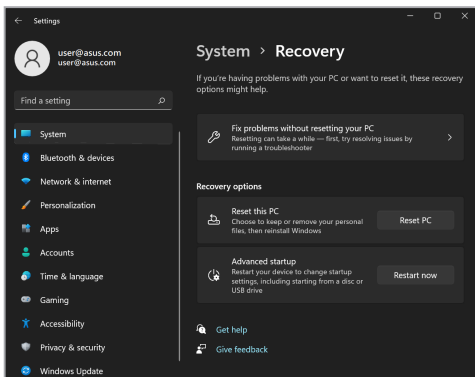 Settings
user@asus.com
user@asus.com
Find a setting
System
Bluetooth & devices
Network & internet
Personalization
Apps
Accounts
Time & language
Gaming
Accessibility
Privacy & security
Windows Update
System > Recovery
If you're having problems with your PC or want to reset it, these recovery
options might help.
Fix problems without resetting your PC
Resetting can take a while — first, try resolving issues by
running a troubleshooter
Recovery options
Reset this PC
Choose to keep or remove your personal
files, then reinstall Windows
Reset PC
Advanced startup
Restart your device to change startup
settings, including starting from a disc or
USB drive
Restart now
Get help
Give feedback